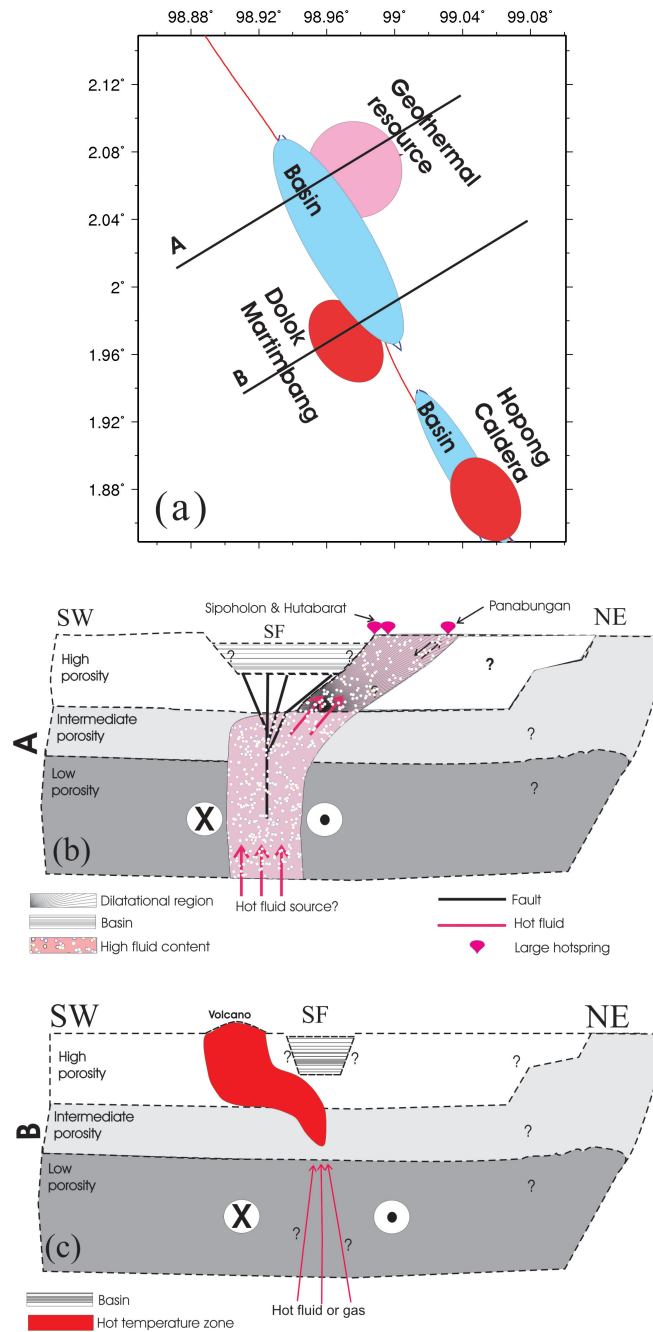 98.88° 98.92° 98.96° 99° 99.04° 99.08°
2.12°
2.08°
2.04°
2°
1.96°
1.92°
1.88°
Geothermal
resource
Basin
A
Dolok
Martimbang
B
Basin
Hopong
Caldera
(a)
Sipoholon & Hutabarat
Panabungan
SW
SF
NE
High
porosity
?
?
?
?
Intermediate
porosity
?
A
Low
porosity
?
X
(b)
Hot fluid source?
Dilatational region
Basin
High fluid content
Fault
Hot fluid
Large hotspring
SW
Volcano
SF
NE
High
porosity
?
?
?
Intermediate
porosity
?
B
Low
porosity
?
X
?
?
(c)
Hot fluid or gas
Basin
Hot temperature zone